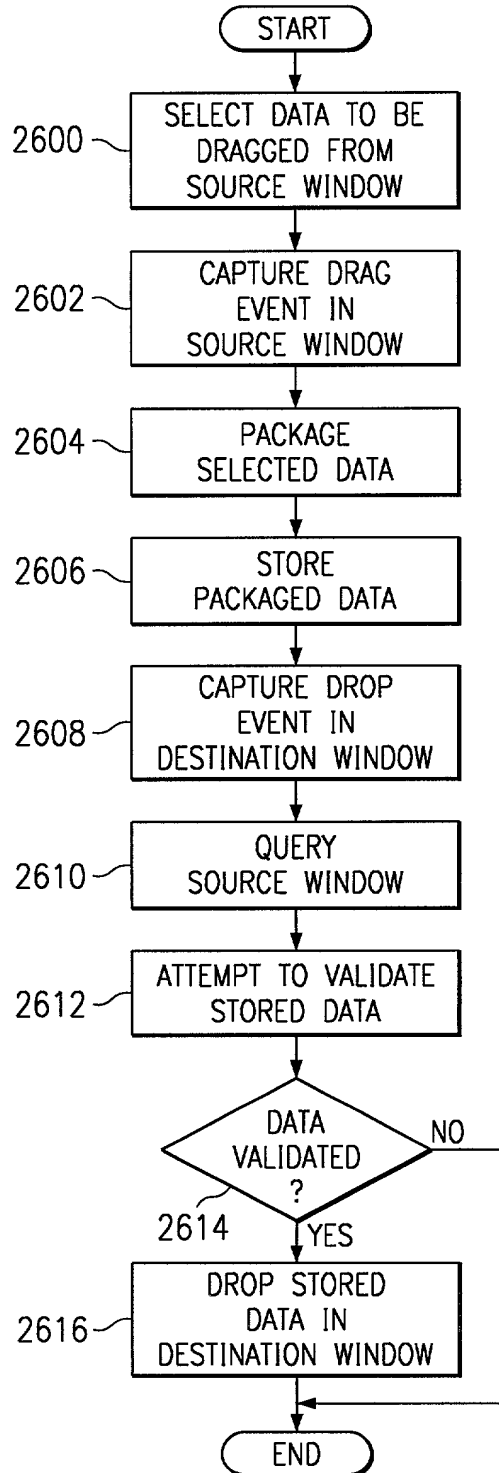 START
2600
SELECT DATA TO BE
DRAGGED FROM
SOURCE WINDOW
2602
CAPTURE DRAG
EVENT IN
SOURCE WINDOW
2604
PACKAGE
SELECTED DATA
2606
STORE
PACKAGED DATA
2608
CAPTURE DROP
EVENT IN
DESTINATION WINDOW
2610
QUERY
SOURCE WINDOW
2612
ATTEMPT TO VALIDATE
STORED DATA
DATA
VALIDATED
?
NO
2614
YES
2616
DROP STORED
DATA IN
DESTINATION WINDOW
END